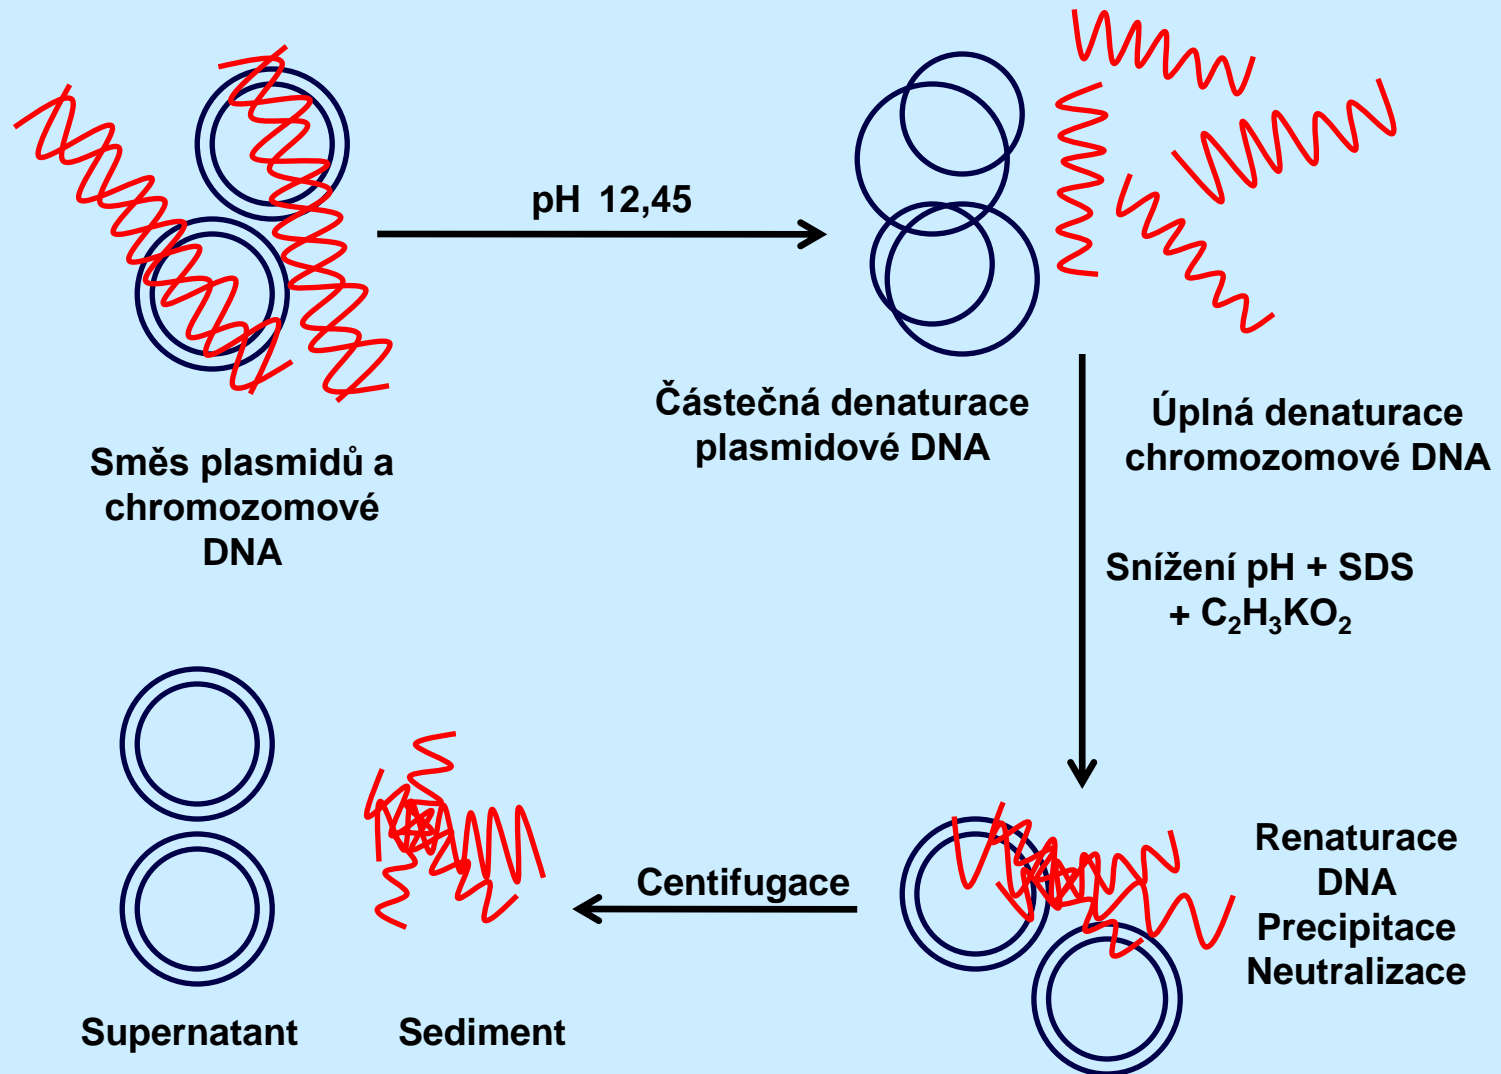 pH 12,45
Směs plasmidů a
chromozomové
DNA
Částečná denaturace
plasmidové DNA
Úplná denaturace
chromozomové DNA
Snížení pH + SDS
+ C₂H₃KO₂
Renaturace
DNA
Precipitace
Neutralizace
Centifugace
Supernatant
Sediment